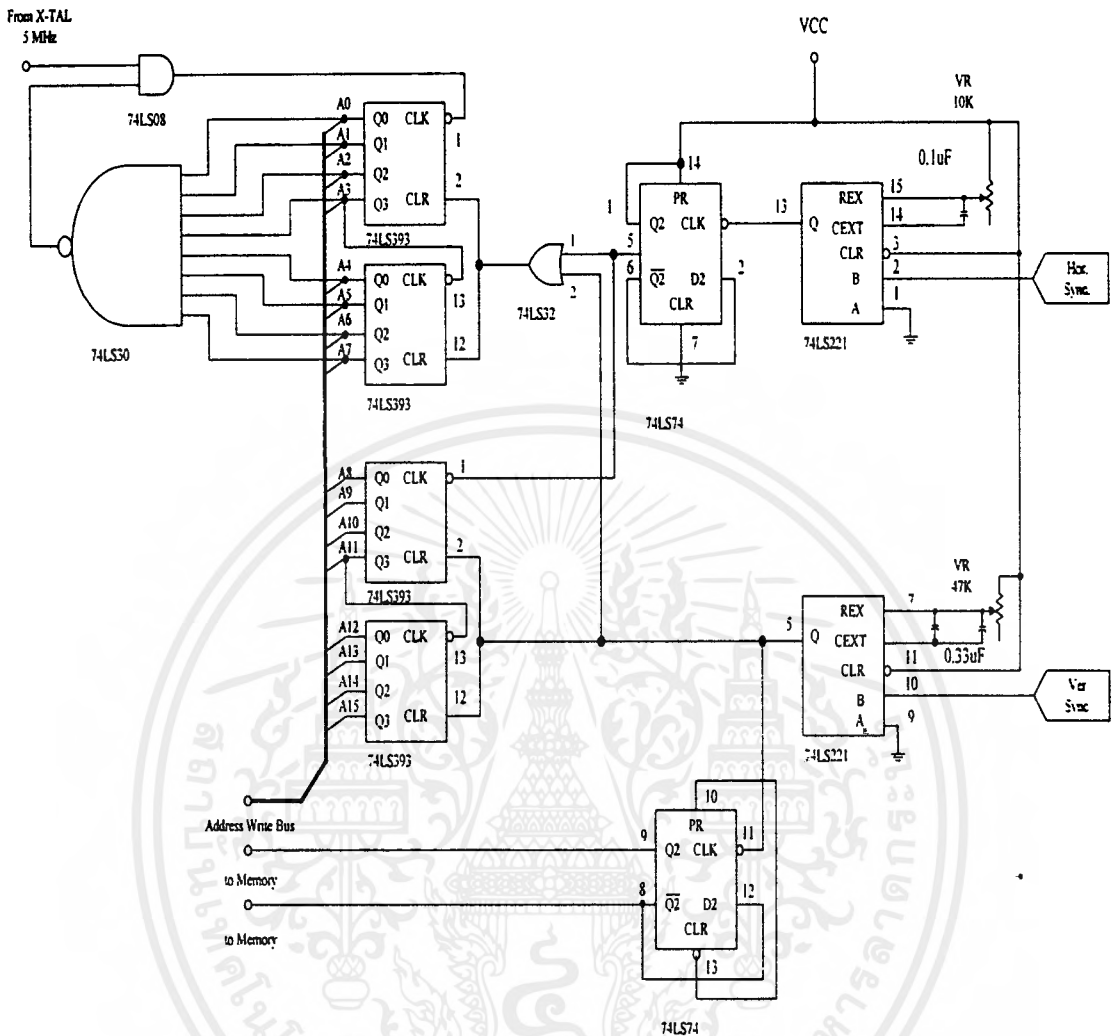 From X-TAL
5 MHz
74LS08
A0
A1
A2
A3
Q0 CLK
Q1
Q2
Q3 CLR
1
2
74LS393
A4
A5
A6
A7
Q0 CLK
Q1
Q2
Q3 CLR
13
12
74LS393
74LS30
1
2
74LS32
VCC
14
PR
1
Q2 CLK
5
6
Q2 D2
2
CLR
7
74LS74
13
Q
REX
CEXT
CLR
B
A
15
14
3
2
1
74LS221
VR
10K
0.1uF
Hor.
Sync.
A8
A9
A10
A11
Q0 CLK
Q1
Q2
Q3 CLR
1
2
74LS393
A12
A13
A14
A15
Q0 CLK
Q1
Q2
Q3 CLR
13
12
74LS393
5
Q
REX
CEXT
CLR
B
A
7
11
10
9
74LS221
VR
47K
0.33uF
Ver
Sync
Address Write Bus
to Memory
to Memory
10
PR
9
Q2 CLK
11
8
Q2 D2
12
CLR
13
74LS74